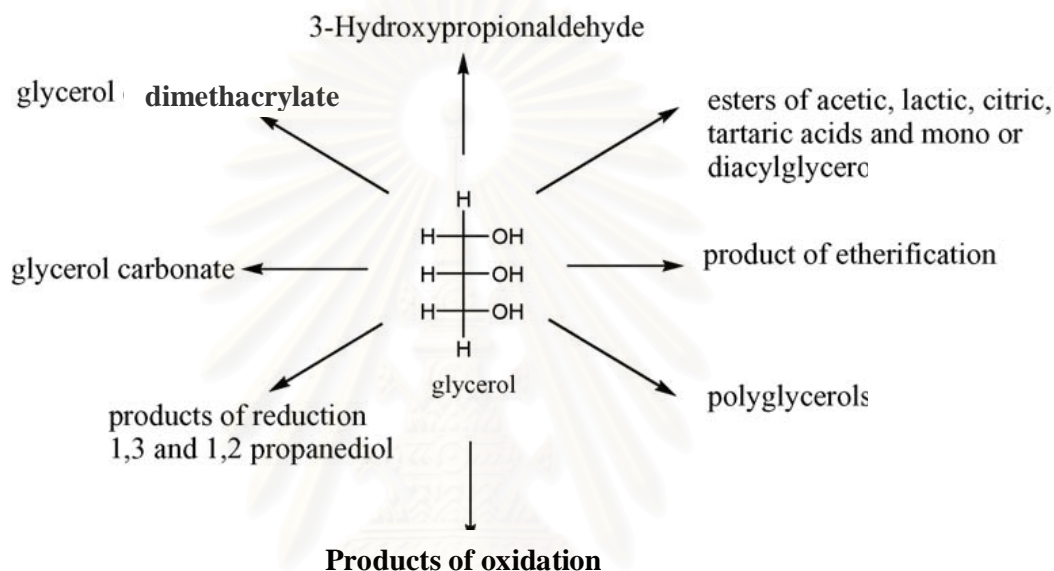 3-Hydroxypropionaldehyde
glycerol dimethacrylate
esters of acetic, lactic, citric,
tartaric acids and mono or
diacylglycero
H
H OH
glycerol carbonate
H OH
product of etherification
H OH
H
glycerol
polyglycerols
products of reduction
1,3 and 1,2 propanediol
Products of oxidation